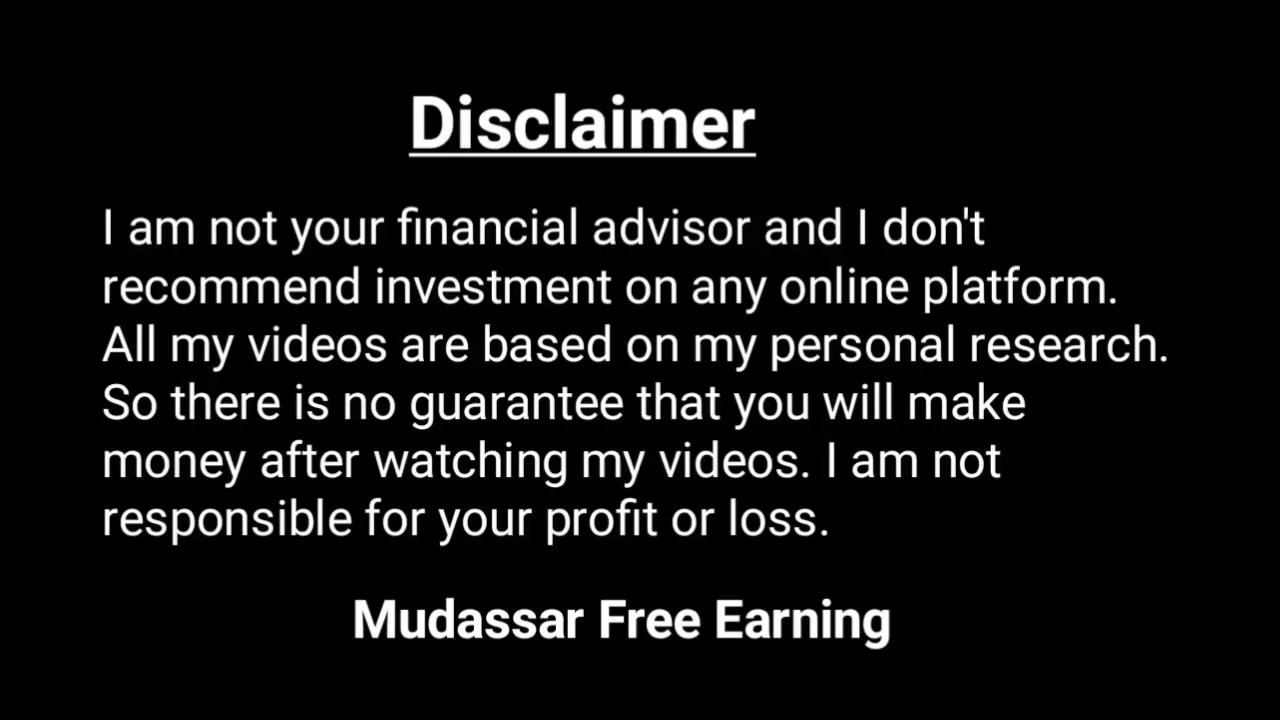 Disclaimer
I am not your financial advisor and I don't
recommend investment on any online platform.
All my videos are based on my personal research.
So there is no guarantee that you will make
money after watching my videos. I am not
responsible for your profit or loss.
Mudassar Free Earning